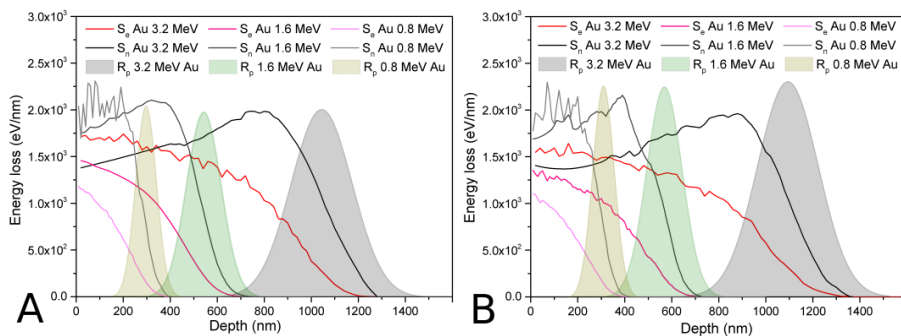 3.0x10³
2.5x10³
2.0x10³
1.5x10³
1.0x10³
5.0x10²
0.0
Energy loss (eV/nm)
Sₑ Au 3.2 MeV Sₑ Au 1.6 MeV Sₑ Au 0.8 MeV
Sₙ Au 3.2 MeV Sₙ Au 1.6 MeV Sₙ Au 0.8 MeV
Rₚ 3.2 MeV Au Rₚ 1.6 MeV Au Rₚ 0.8 MeV Au
0 200 400 600 800 1000 1200 1400
Depth (nm)
A
3.0x10³
2.5x10³
2.0x10³
1.5x10³
1.0x10³
5.0x10²
0.0
Energy loss (eV/nm)
Sₑ Au 3.2 MeV Sₑ Au 1.6 MeV Sₑ Au 0.8 MeV
Sₙ Au 3.2 MeV Sₙ Au 1.6 MeV Sₙ Au 0.8 MeV
Rₚ 3.2 MeV Au Rₚ 1.6 MeV Au Rₚ 0.8 MeV Au
0 200 400 600 800 1000 1200 1400
Depth (nm)
B